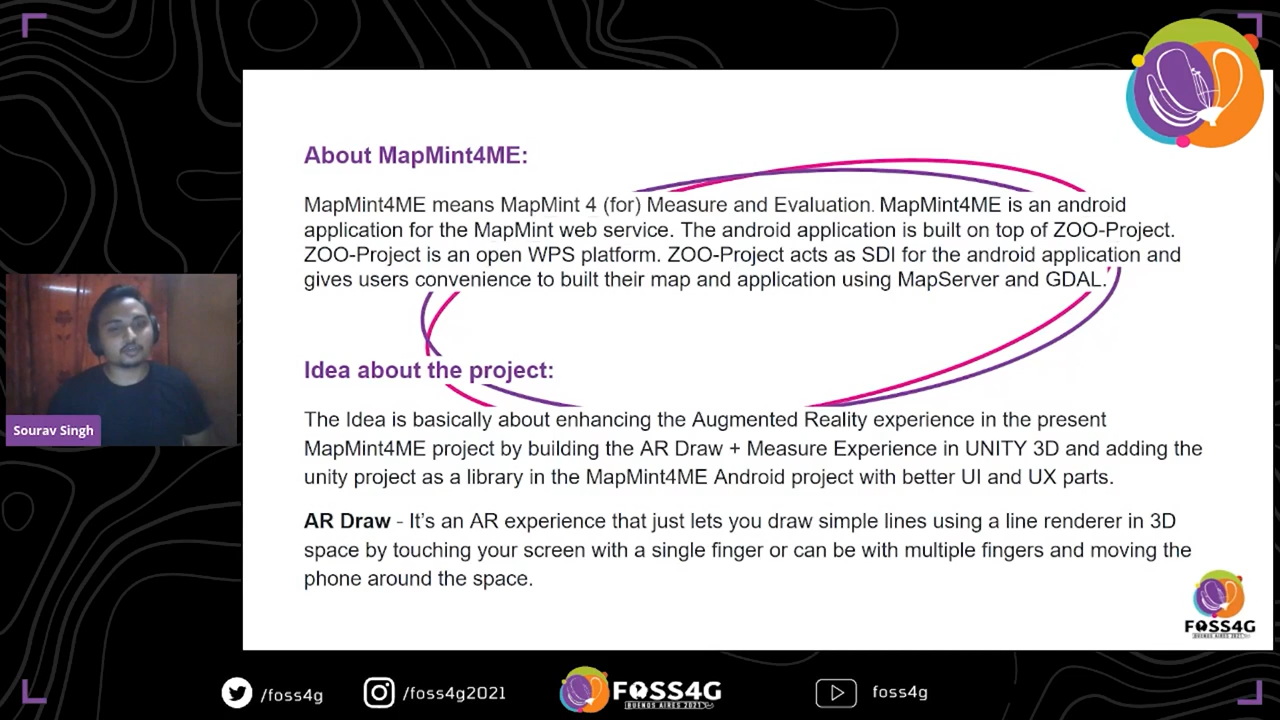 About MapMint4ME:
MapMint4ME means MapMint 4 (for) Measure and Evaluation. MapMint4ME is an android
application for the MapMint web service. The android application is built on top of ZOO-Project.
ZOO-Project is an open WPS platform. ZOO-Project acts as SDI for the android application and
gives users convenience to built their map and application using MapServer and GDAL.
Idea about the project:
The Idea is basically about enhancing the Augmented Reality experience in the present
MapMint4ME project by building the AR Draw + Measure Experience in UNITY 3D and adding the
unity project as a library in the MapMint4ME Android project with better UI and UX parts.
AR Draw - It's an AR experience that just lets you draw simple lines using a line renderer in 3D
space by touching your screen with a single finger or can be with multiple fingers and moving the
phone around the space.
Sourav Singh
FOSS4G
BUENOS AIRES 2021
/foss4g
/foss4g2021
FOSS4G
BUENOS AIRES 2021
foss4g